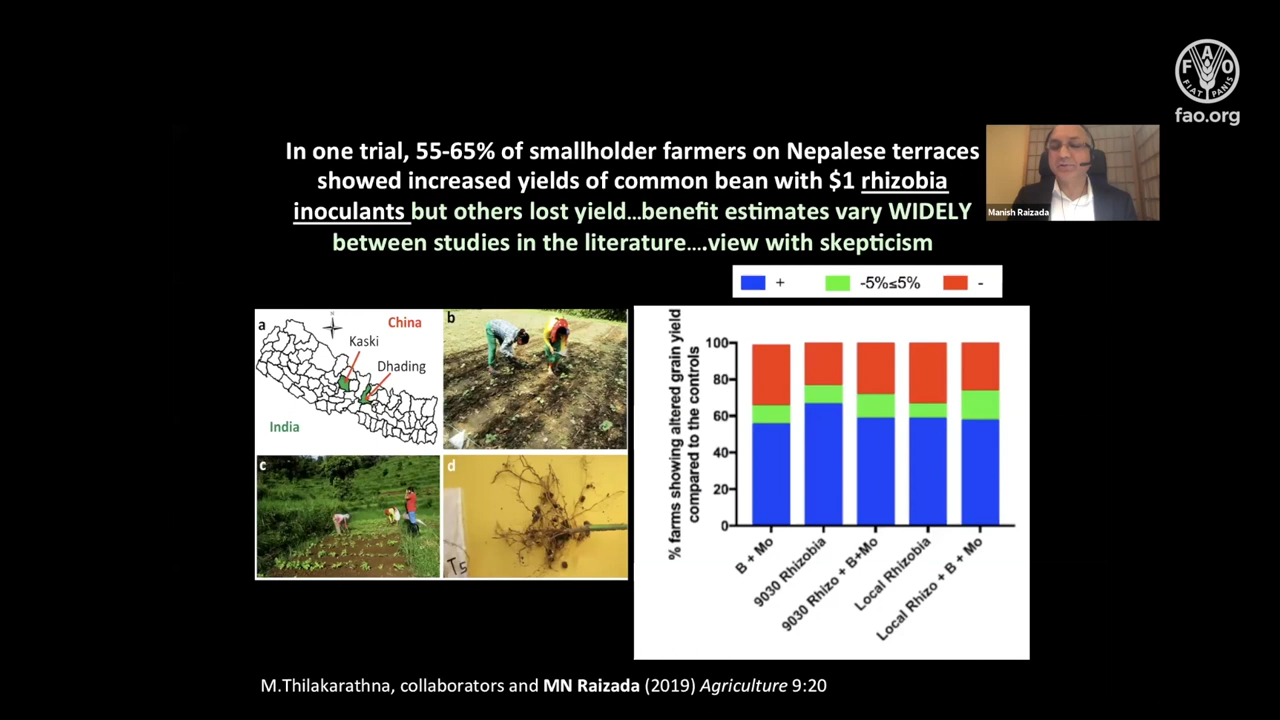 FAO
FIAT PANIS
fao.org
In one trial, 55-65% of smallholder farmers on Nepalese terraces
showed increased yields of common bean with $1 rhizobia
inoculants but others lost yield...benefit estimates vary WIDELY
between studies in the literature....view with skepticism
Manish Raizada
+ -5%≤5% -
a
N
China
Kaski
Dhading
India
b
c
d
T5
% farms showing altered grain yield
compared to the controls
100
80
60
40
20
0
B + Mo
9030 Rhizobia
9030 Rhizo + B+Mo
Local Rhizobia
Local Rhizo + B + Mo
M.Thilakarathna, collaborators and MN Raizada (2019) Agriculture 9:20